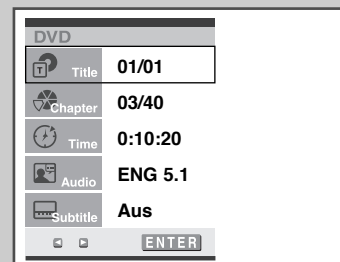 DVD
T Title 01/01
Chapter 03/40
Time 0:10:20
Audio ENG 5.1
Subtitle Aus
ENTER